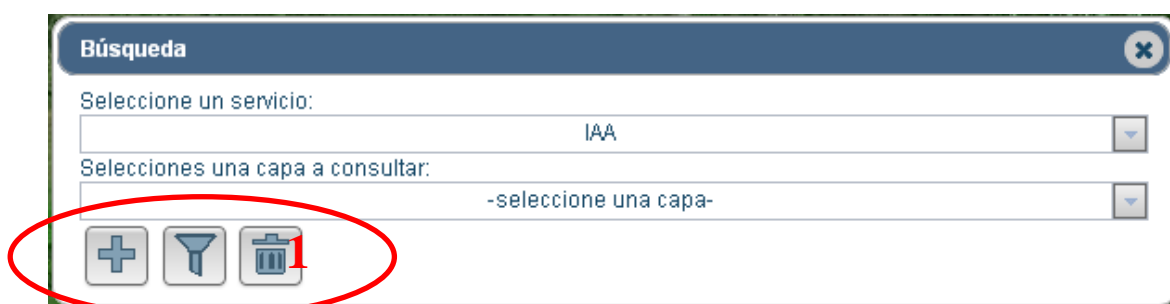 Búsqueda
Seleccione un servicio:
IAA
Selecciones una capa a consultar:
-seleccione una capa-
1